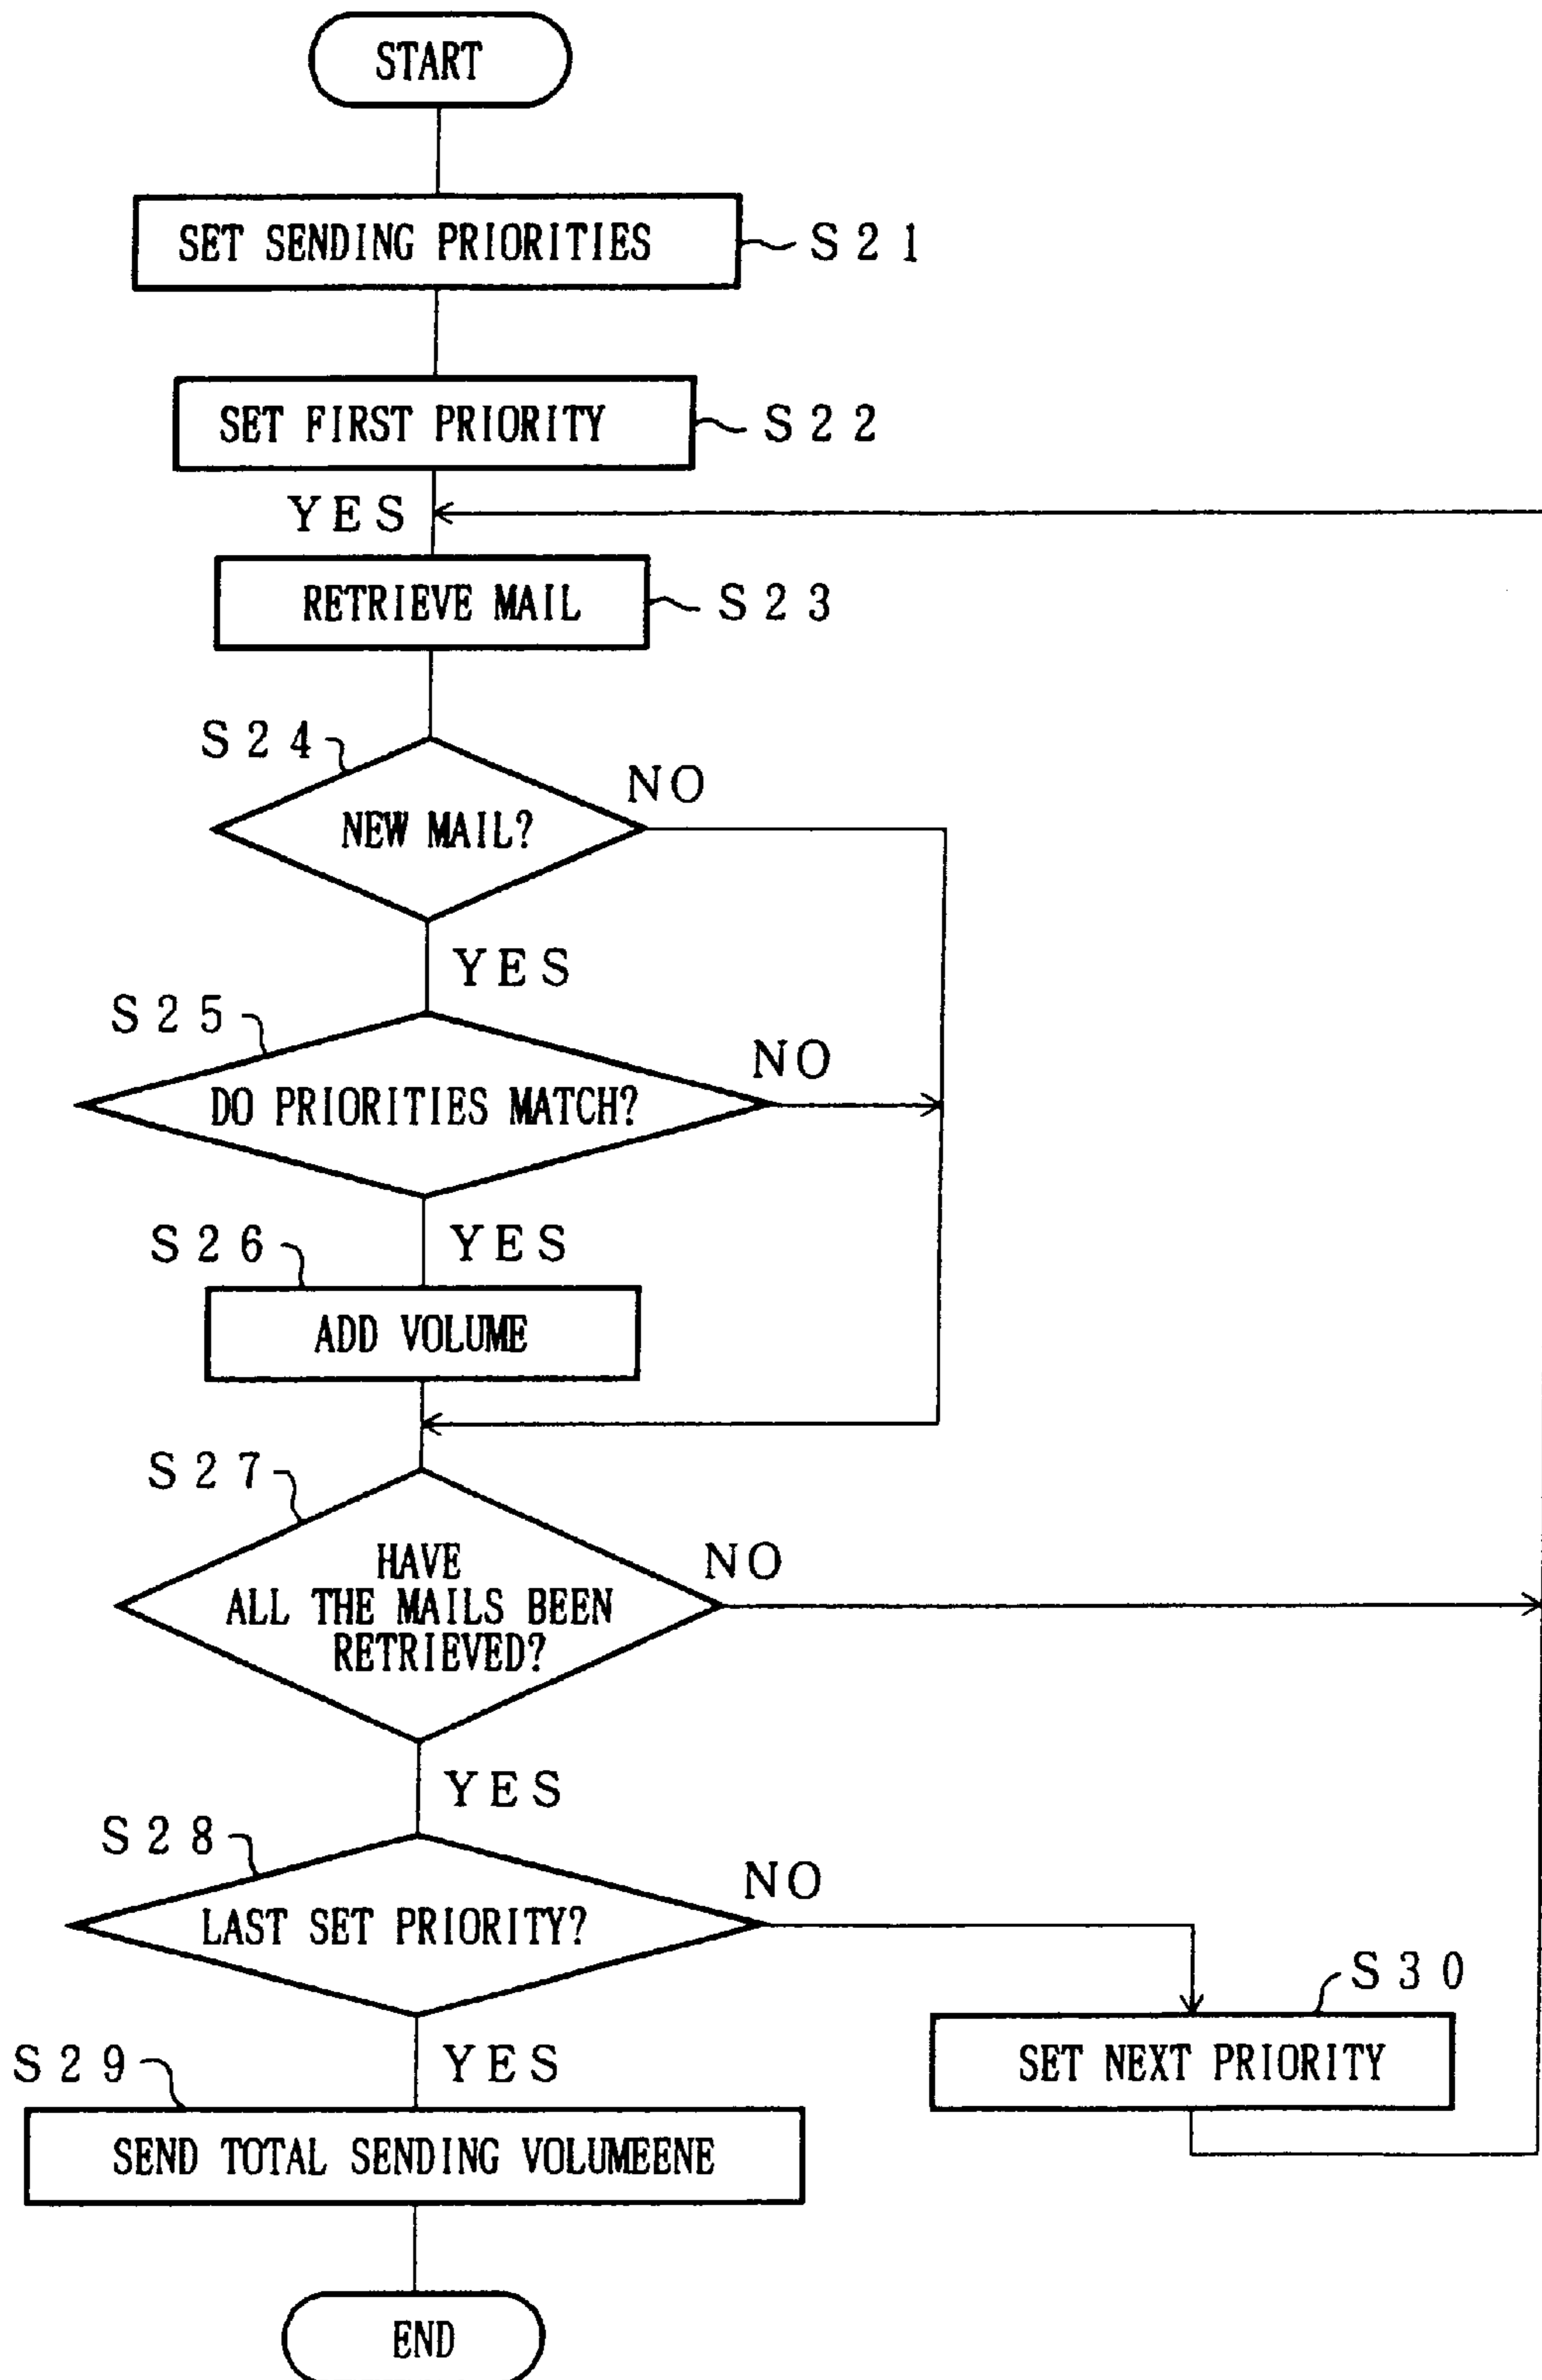 START
SET SENDING PRIORITIES
S21
SET FIRST PRIORITY
S22
YES
RETRIEVE MAIL
S23
S24
NO
NEW MAIL?
YES
S25
NO
DO PRIORITIES MATCH?
S26
YES
ADD VOLUME
S27
HAVE
NO
ALL THE MAILS BEEN
RETRIEVED?
YES
S28
NO
LAST SET PRIORITY?
S30
SET NEXT PRIORITY
S29
YES
SEND TOTAL SENDING VOLUMEENE
END